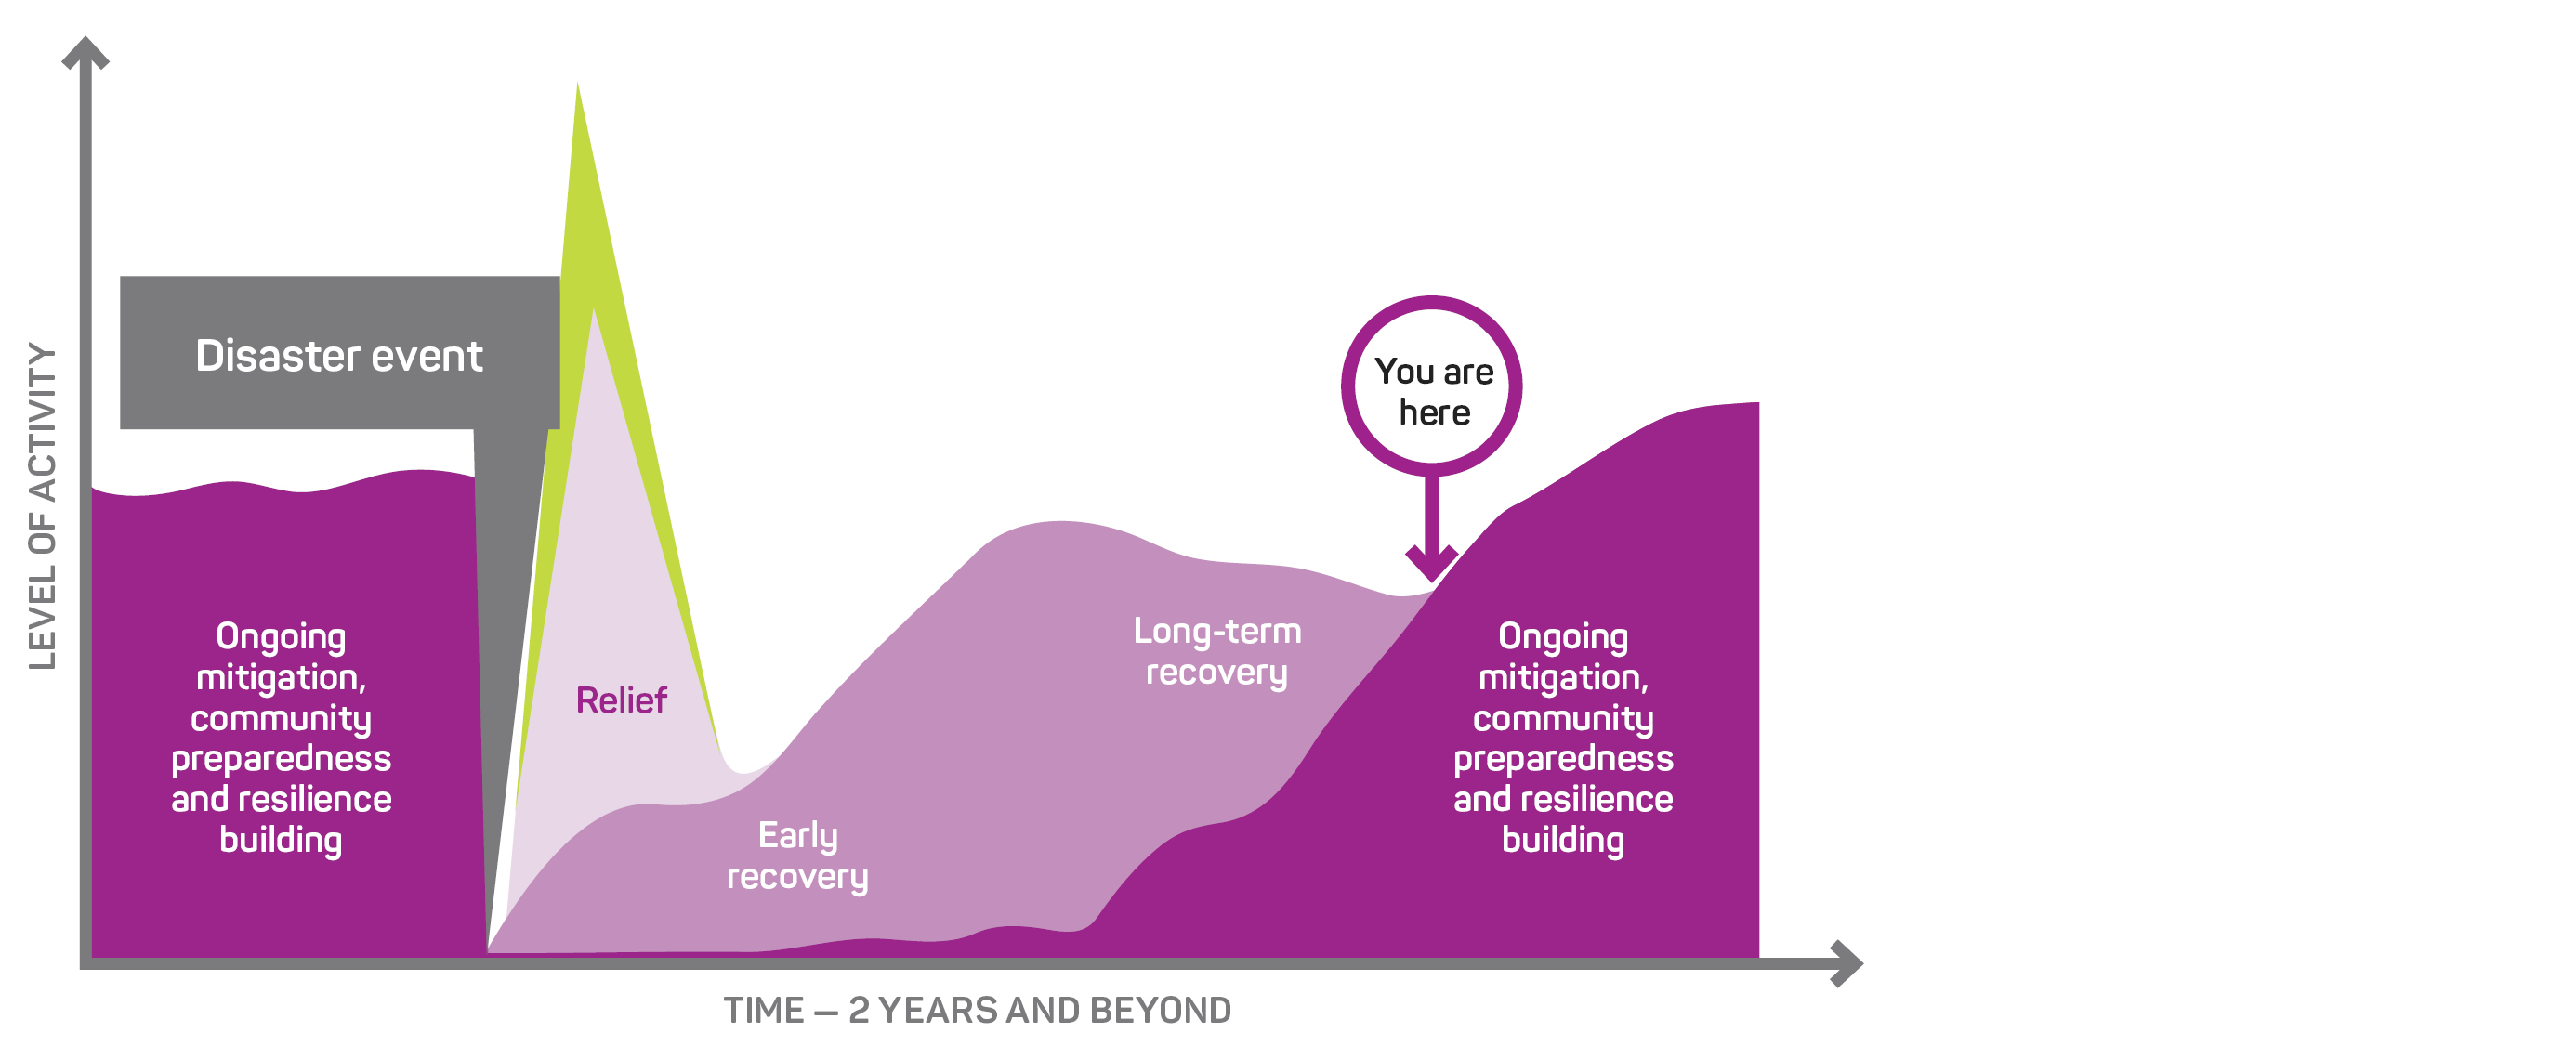 LEVEL OF ACTIVITY
Disaster event
Ongoing
mitigation,
community
preparedness
and resilience
building
Relief
Early
recovery
Long-term
recovery
You are
here
Ongoing
mitigation,
community
preparedness
and resilience
building
TIME — 2 YEARS AND BEYOND